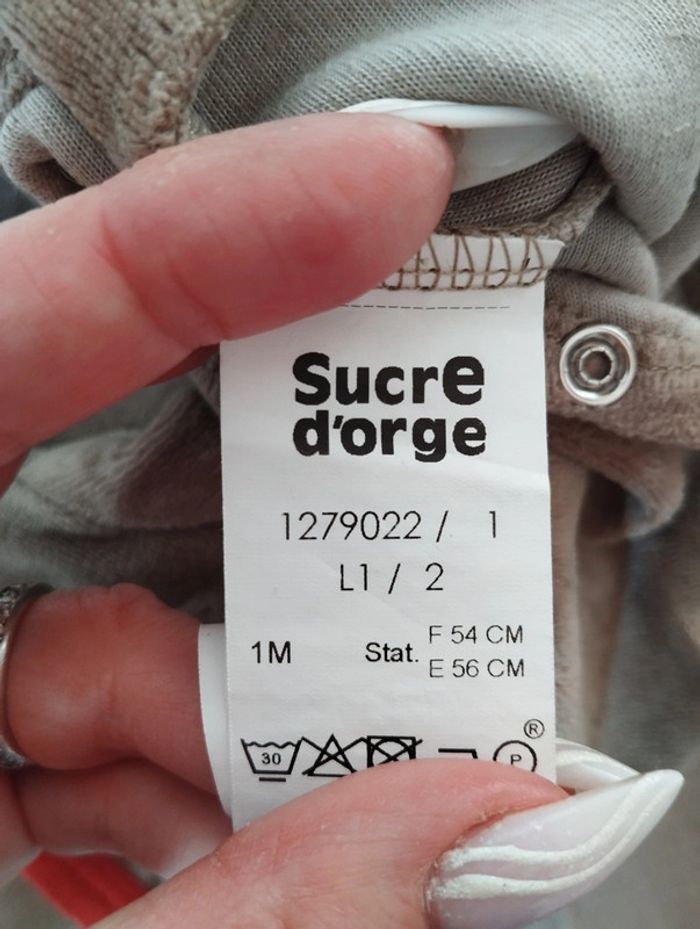 Sucre
d'orge
1279022 / 1
L1 / 2
1M Stat. F 54 CM
E 56 CM
®
30 P